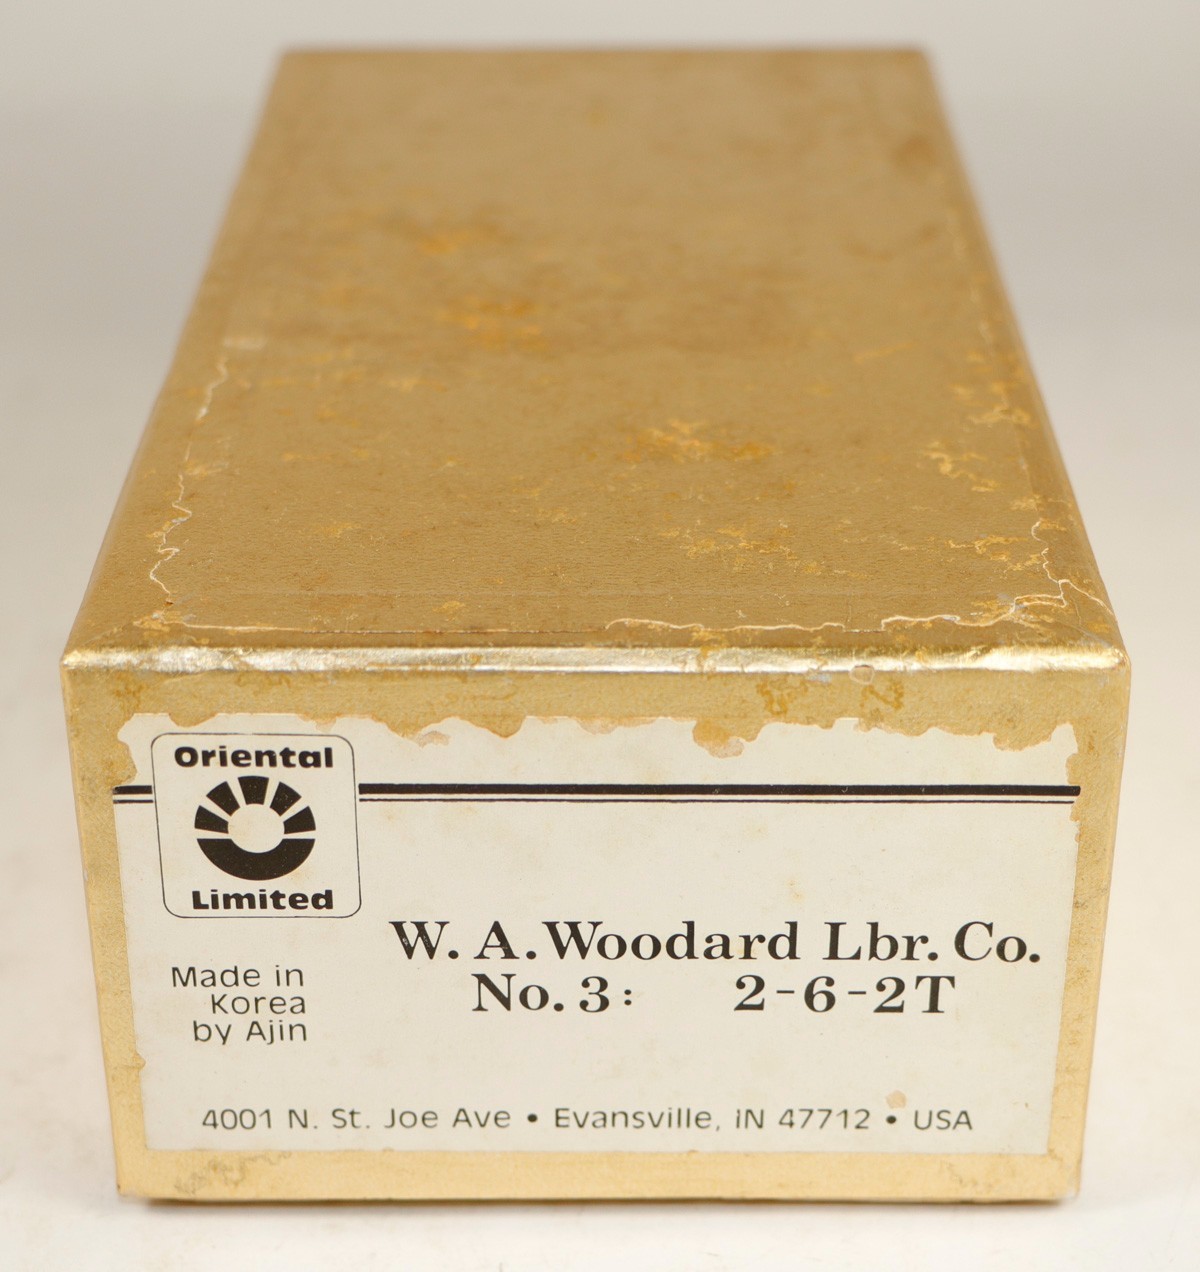 Oriental
Limited
W. A. Woodard Lbr. Co.
No. 3: 2-6-2T
Made in
Korea
by Ajin
4001 N. St. Joe Ave • Evansville, IN 47712 • USA